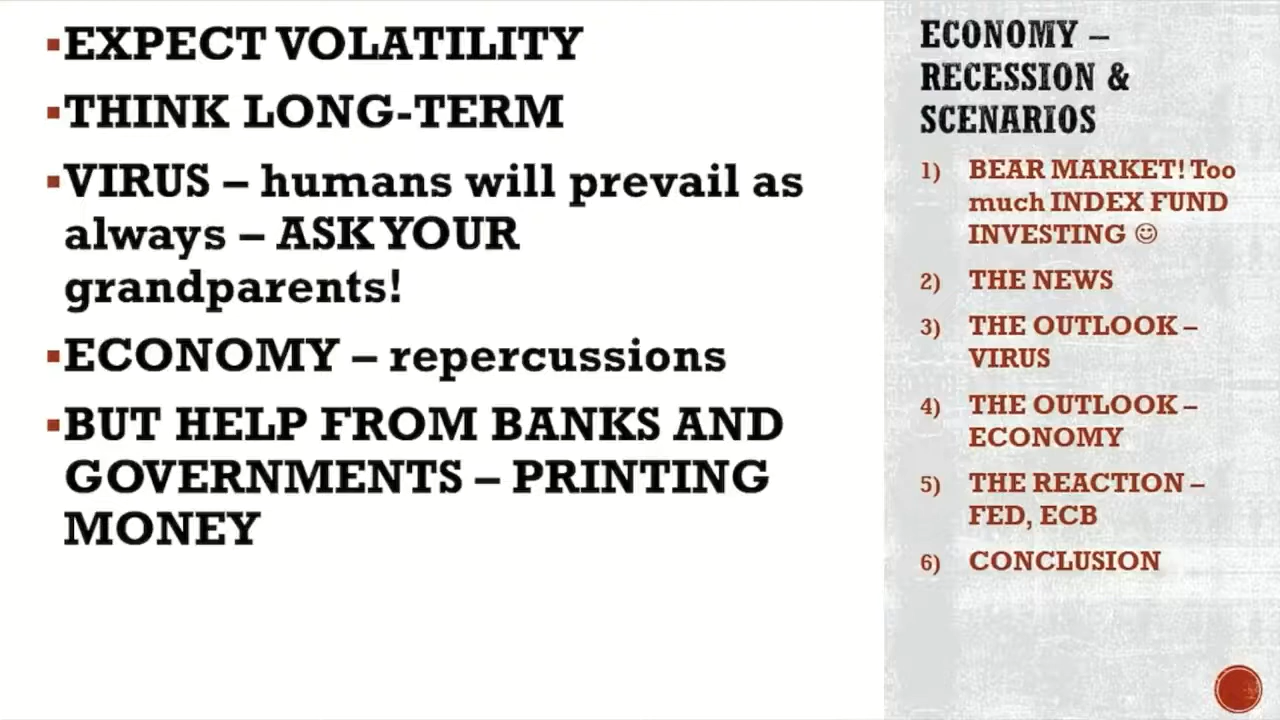 ▪EXPECT VOLATILITY
▪THINK LONG-TERM
▪VIRUS – humans will prevail as
always – ASK YOUR
grandparents!
▪ECONOMY – repercussions
▪BUT HELP FROM BANKS AND
GOVERNMENTS – PRINTING
MONEY
ECONOMY –
RECESSION &
SCENARIOS
1) BEAR MARKET! Too
much INDEX FUND
INVESTING ☺
2) THE NEWS
3) THE OUTLOOK –
VIRUS
4) THE OUTLOOK –
ECONOMY
5) THE REACTION –
FED, ECB
6) CONCLUSION